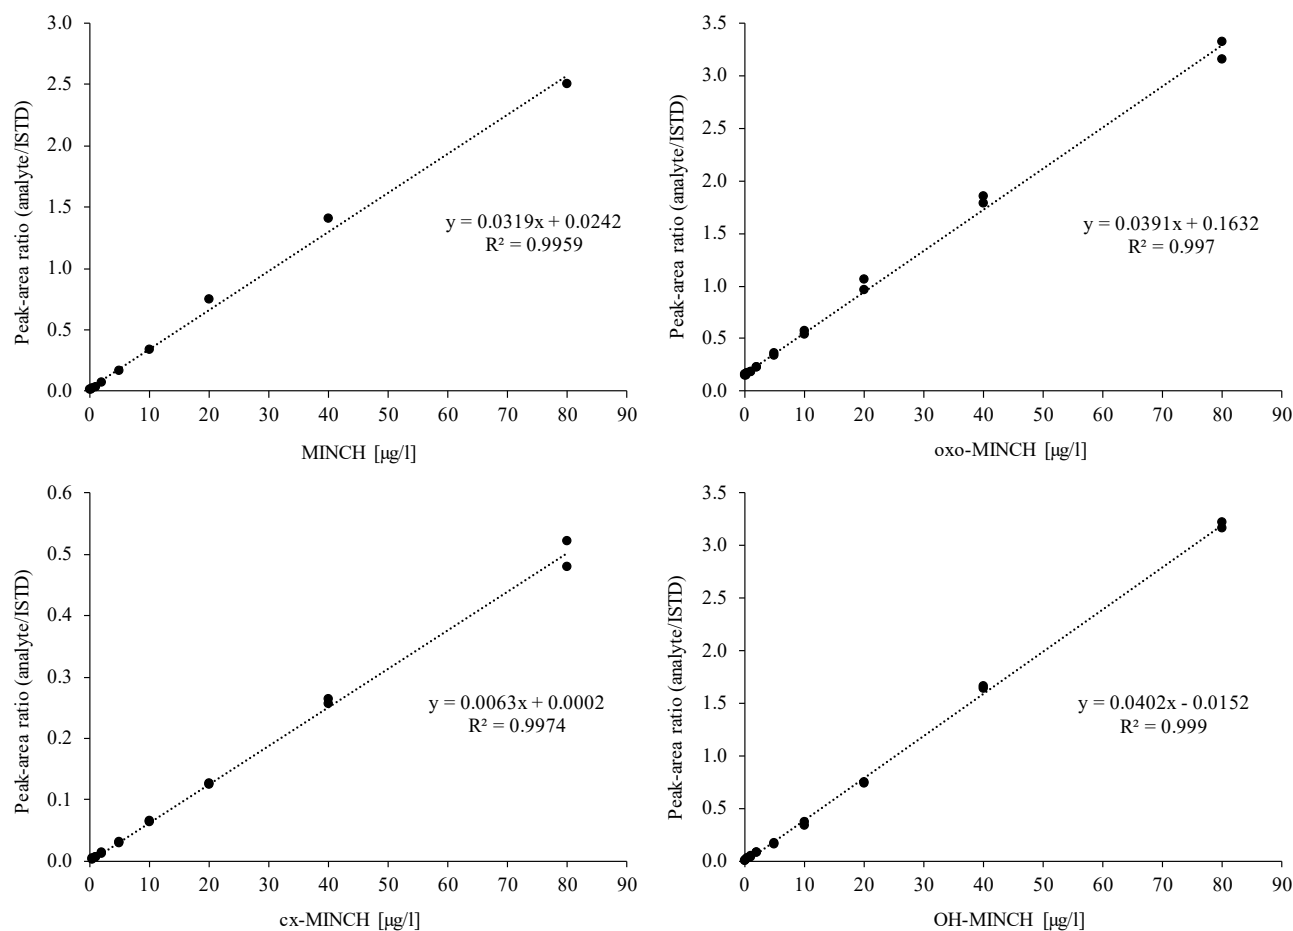 3.0
2.5
2.0
1.5
1.0
0.5
0.0
Peak-area ratio (analyte/ISTD)
y = 0.0319x + 0.0242
R² = 0.9959
0 10 20 30 40 50 60 70 80 90
MINCH [µg/l]
3.5
3.0
2.5
2.0
1.5
1.0
0.5
0.0
Peak-area ratio (analyte/ISTD)
y = 0.0391x + 0.1632
R² = 0.997
0 10 20 30 40 50 60 70 80 90
oxo-MINCH [µg/l]
0.6
0.5
0.4
0.3
0.2
0.1
0.0
Peak-area ratio (analyte/ISTD)
y = 0.0063x + 0.0002
R² = 0.9974
0 10 20 30 40 50 60 70 80 90
cx-MINCH [µg/l]
3.5
3.0
2.5
2.0
1.5
1.0
0.5
0.0
Peak-area ratio (analyte/ISTD)
y = 0.0402x - 0.0152
R² = 0.999
0 10 20 30 40 50 60 70 80 90
OH-MINCH [µg/l]